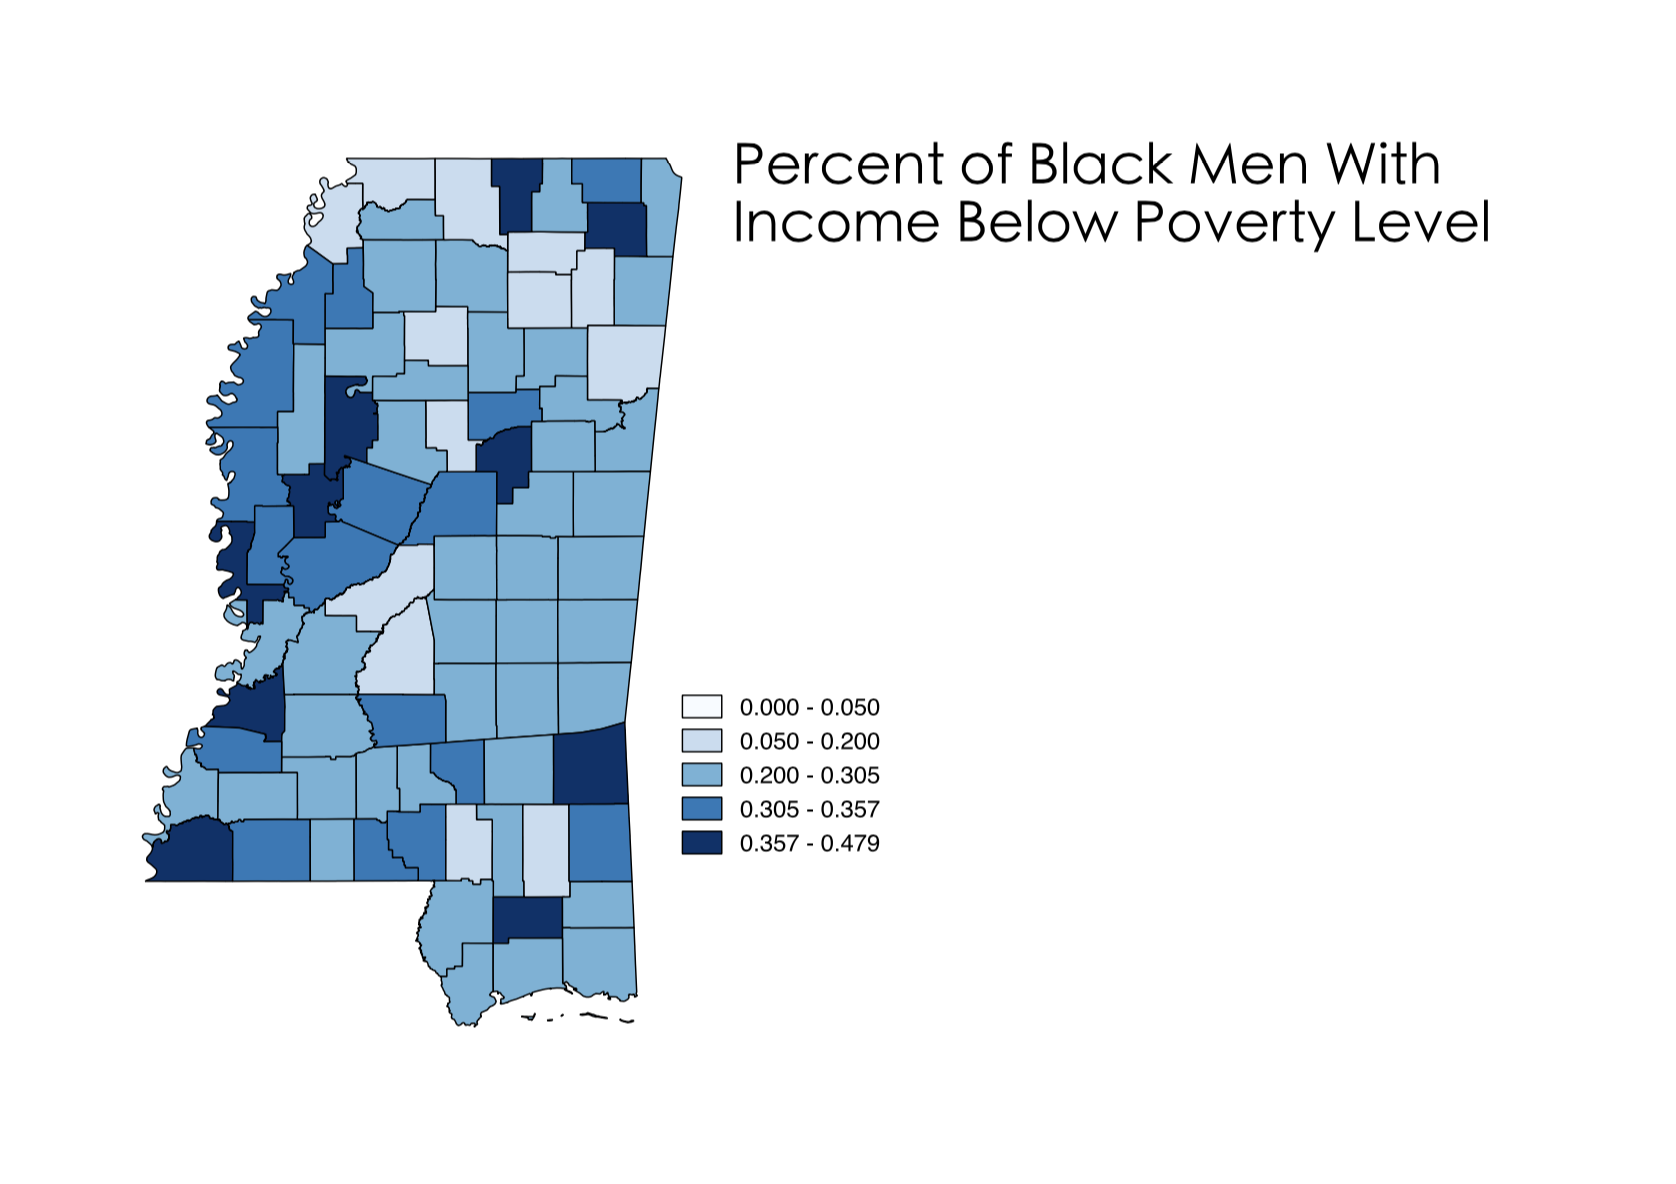 Percent of Black Men With
Income Below Poverty Level
0.000 - 0.050
0.050 - 0.200
0.200 - 0.305
0.305 - 0.357
0.357 - 0.479